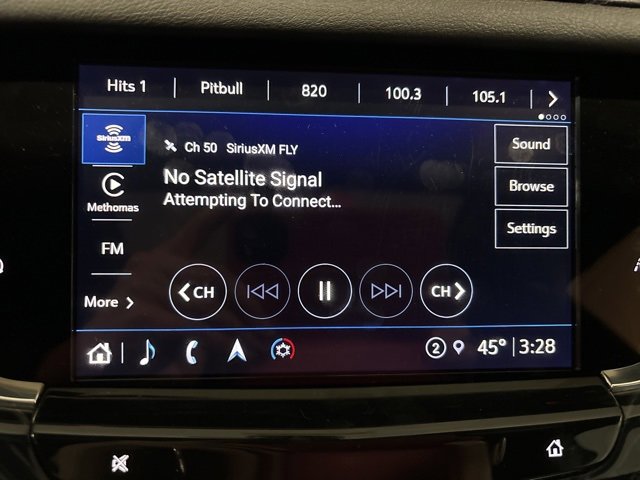 Hits 1 Pitbull 820 100.3 105.1
SiriusXM
Ch 50 SiriusXM FLY
Sound
No Satellite Signal
Attempting To Connect...
Browse
Methomas
Settings
FM
More
CH CH
2 45° 3:28